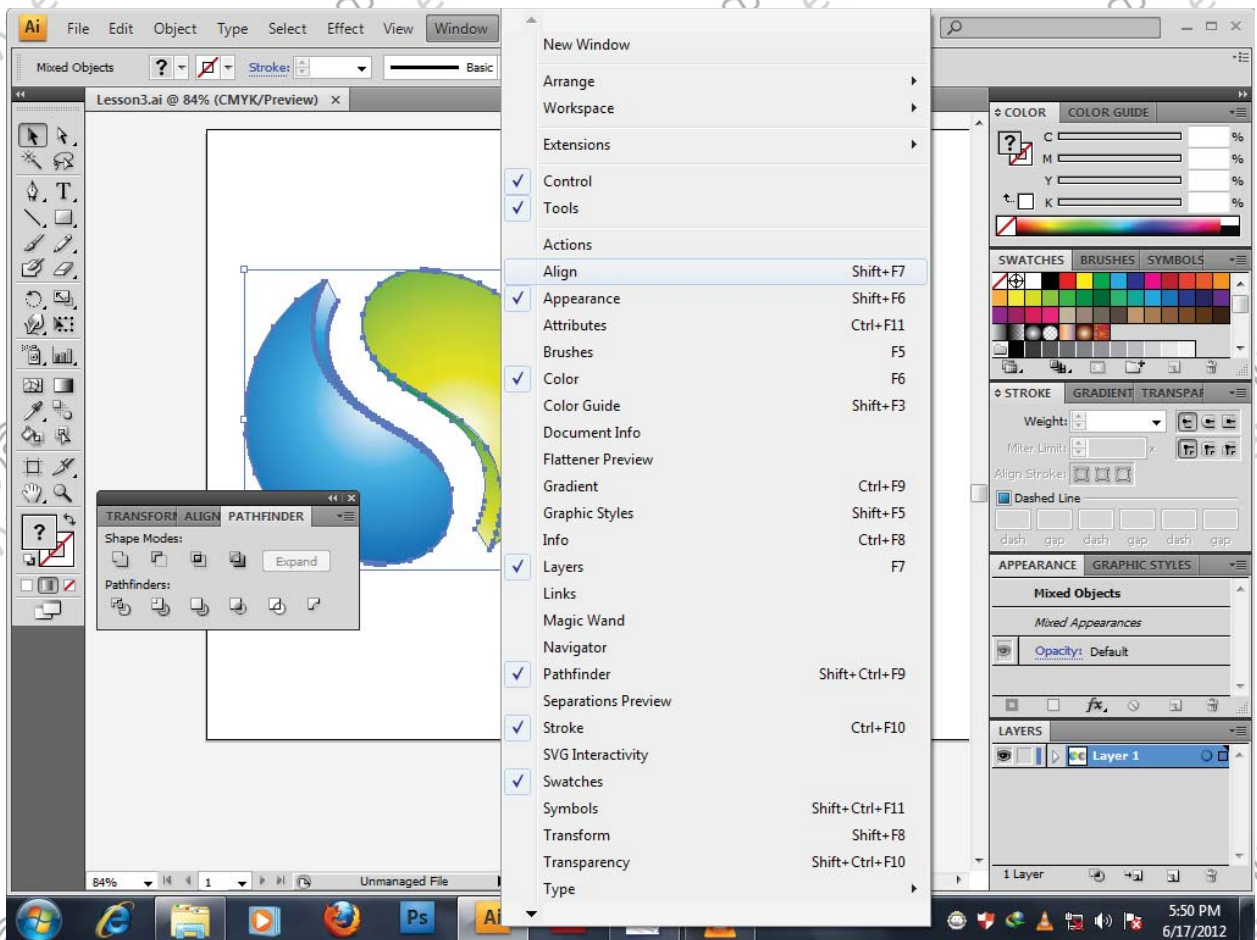 Ai File Edit Object Type Select Effect View Window
Mixed Objects ? Stroke: Basic
Lesson3.ai @ 84% (CMYK/Preview) ×
New Window
Arrange
Workspace
Extensions
Control
Tools
Actions
Align Shift+F7
Appearance Shift+F6
Attributes Ctrl+F11
Brushes F5
Color F6
Color Guide Shift+F3
Document Info
Flattener Preview
Gradient Ctrl+F9
Graphic Styles Shift+F5
Info Ctrl+F8
Layers F7
Links
Magic Wand
Navigator
Pathfinder Shift+Ctrl+F9
Separations Preview
Stroke Ctrl+F10
SVG Interactivity
Swatches
Symbols Shift+Ctrl+F11
Transform Shift+F8
Transparency Shift+Ctrl+F10
Type
TRANSFORM ALIGN PATHFINDER
Shape Modes:
Expand
Pathfinders:
COLOR COLOR GUIDE
? C %
M %
Y %
K %
SWATCHES BRUSHES SYMBOLS
STROKE GRADIENT TRANSPAR
Weight:
Miter Limit: x
Align Stroke:
Dashed Line
dash gap dash gap dash gap
APPEARANCE GRAPHIC STYLES
Mixed Objects
Mixed Appearances
Opacity: Default
fx
LAYERS
Layer 1
1 Layer
?
84% 1 Unmanaged File
Ps Ai
5:50 PM
6/17/2012